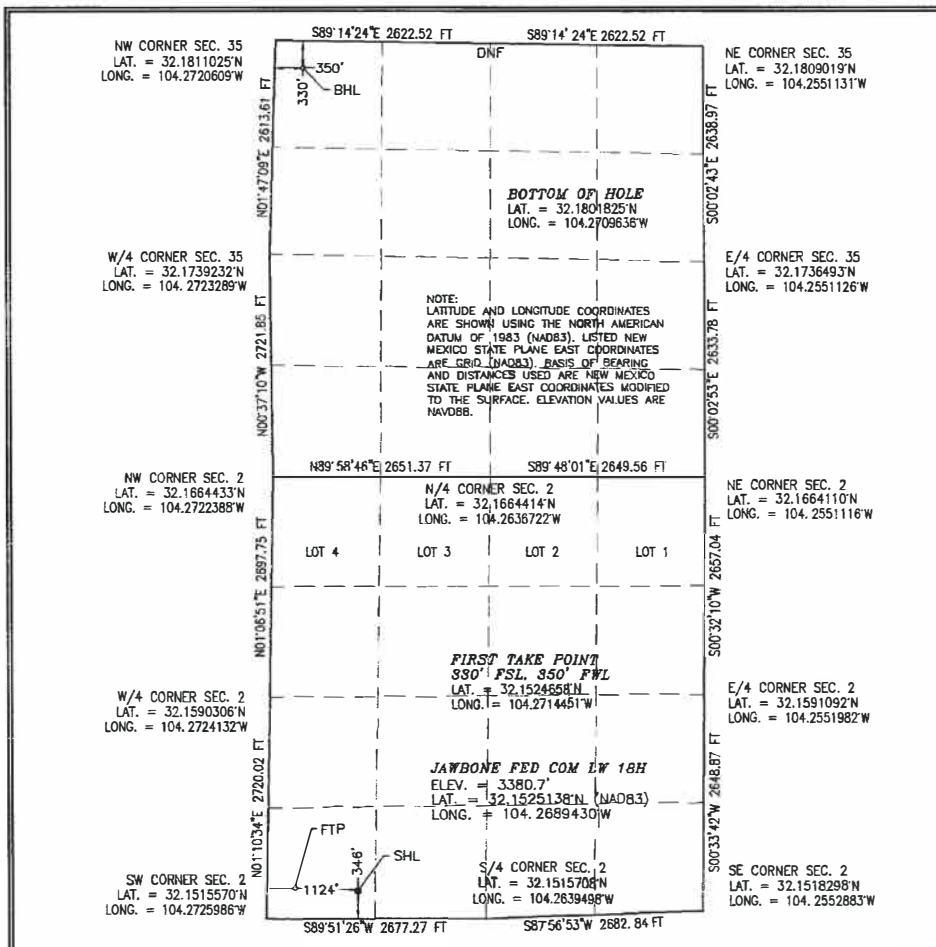 S89°14'24"E 2622.52 FT
S89°14'24"E 2622.52 FT
DNF
NW CORNER SEC. 35
LAT. = 32.1811025°N
LONG. = 104.2720609°W
NE CORNER SEC. 35
LAT. = 32.1809019°N
LONG. = 104.2551131°W
350'
330'
BHL
N01°47'09"E 2613.61 FT
S00°02'43"E 2638.97 FT
BOTTOM OF HOLE
LAT. = 32.1801825°N
LONG. = 104.2709636°W
W/4 CORNER SEC. 35
LAT. = 32.1739232°N
LONG. = 104.2723289°W
E/4 CORNER SEC. 35
LAT. = 32.1736493°N
LONG. = 104.2551126°W
NOTE:
LATITUDE AND LONGITUDE COORDINATES
ARE SHOWN USING THE NORTH AMERICAN
DATUM OF 1983 (NAD83). LISTED NEW
MEXICO STATE PLANE EAST COORDINATES
ARE GRID (NAD83). BASIS OF BEARING
AND DISTANCES USED ARE NEW MEXICO
STATE PLANE EAST COORDINATES MODIFIED
TO THE SURFACE. ELEVATION VALUES ARE
NAVD88.
N00°37'10"W 2721.85 FT
S00°02'53"E 2633.78 FT
N89°58'46"E 2651.37 FT
S89°48'01"E 2649.56 FT
NW CORNER SEC. 2
LAT. = 32.1664433°N
LONG. = 104.2722388°W
N/4 CORNER SEC. 2
LAT. = 32.1664414°N
LONG. = 104.2636722°W
NE CORNER SEC. 2
LAT. = 32.1664110°N
LONG. = 104.2551116°W
LOT 4
LOT 3
LOT 2
LOT 1
N01°06'51"E 2697.75 FT
S00°32'10"W 2657.04 FT
FIRST TAKE POINT
330' FSL, 350' FWL
LAT. = 32.1524658°N
LONG. = 104.2714451°W
W/4 CORNER SEC. 2
LAT. = 32.1590306°N
LONG. = 104.2724132°W
E/4 CORNER SEC. 2
LAT. = 32.1591092°N
LONG. = 104.2551982°W
JAWBONE FED COM LW 18H
ELEV. = 3380.7'
LAT. = 32.1525138°N (NAD83)
LONG. = 104.2689430°W
N01°10'34"E 2720.02 FT
S00°33'42"W 2648.87 FT
FTP
346'
SHL
1124'
SW CORNER SEC. 2
LAT. = 32.1515570°N
LONG. = 104.2725986°W
S/4 CORNER SEC. 2
LAT. = 32.1515708°N
LONG. = 104.2639498°W
SE CORNER SEC. 2
LAT. = 32.1518298°N
LONG. = 104.2552883°W
S89°51'26"W 2677.27 FT
S87°56'53"W 2682.84 FT